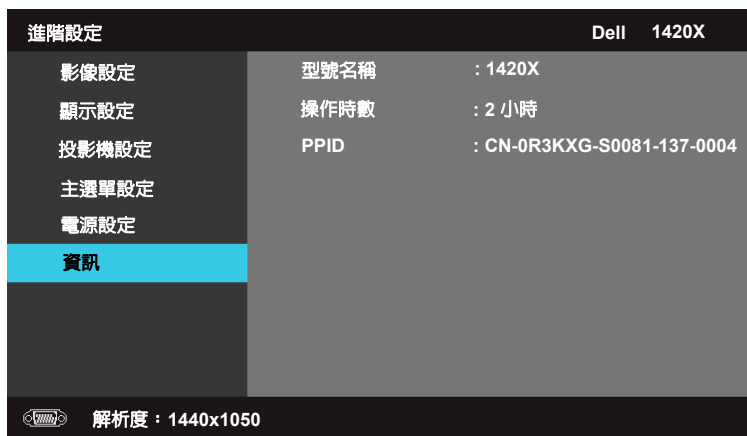 進階設定 Dell 1420X
影像設定 型號名稱 : 1420X
顯示設定 操作時數 : 2 小時
投影機設定 PPID : CN-0R3KXG-S0081-137-0004
主選單設定
電源設定
資訊
解析度：1440x1050